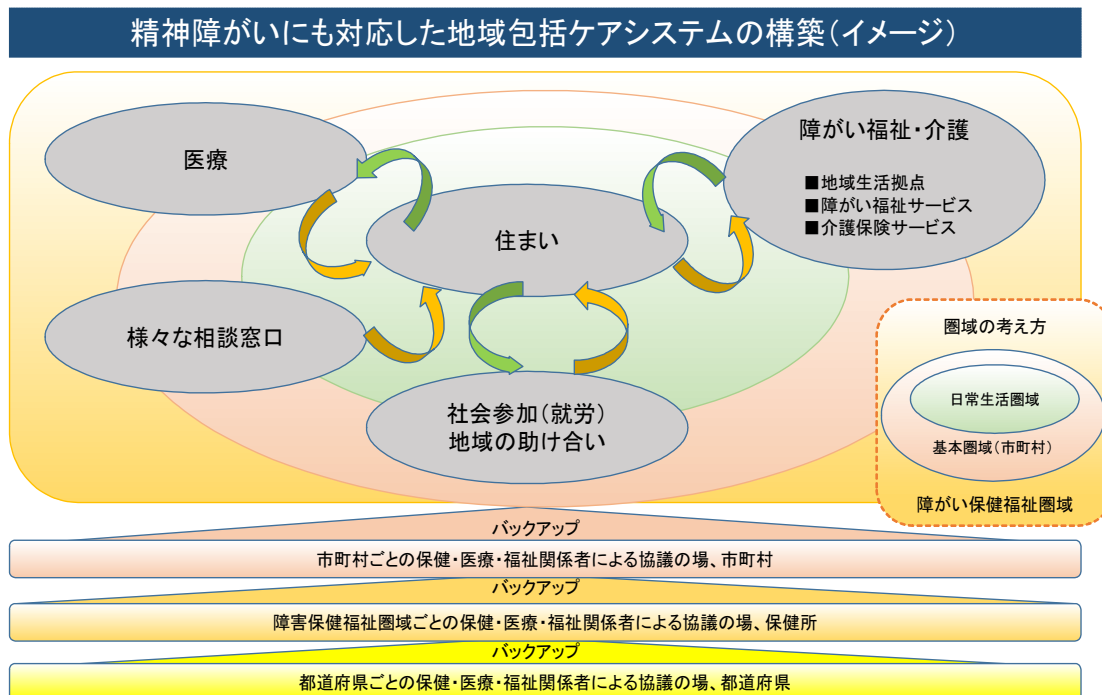 精神障がいにも対応した地域包括ケアシステムの構築(イメージ)
医療
障がい福祉・介護
■地域生活拠点
■障がい福祉サービス
■介護保険サービス
住まい
様々な相談窓口
社会参加(就労)
地域の助け合い
圏域の考え方
日常生活圏域
基本圏域(市町村)
障がい保健福祉圏域
バックアップ
市町村ごとの保健・医療・福祉関係者による協議の場、市町村
バックアップ
障害保健福祉圏域ごとの保健・医療・福祉関係者による協議の場、保健所
バックアップ
都道府県ごとの保健・医療・福祉関係者による協議の場、都道府県